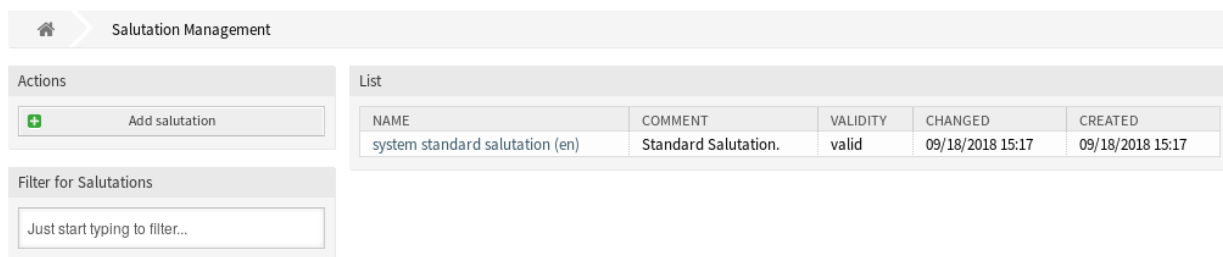 Salutation Management
Actions
Add salutation
Filter for Salutations
Just start typing to filter...
List
NAME COMMENT VALIDITY CHANGED CREATED
system standard salutation (en) Standard Salutation. valid 09/18/2018 15:17 09/18/2018 15:17